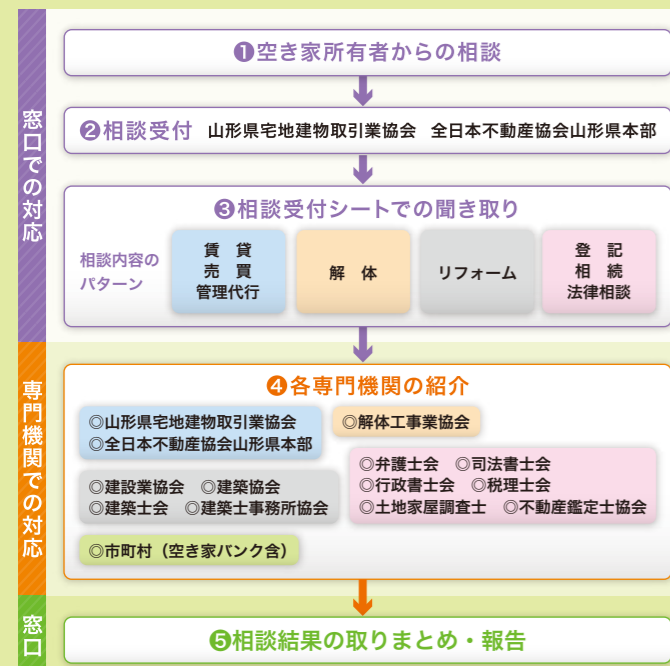 窓口での対応
❶空き家所有者からの相談
❷相談受付 山形県宅地建物取引業協会 全日本不動産協会山形県本部
❸相談受付シートでの聞き取り
相談内容の
パターン
賃 貸
売 買
管理代行
解 体
リフォーム
登 記
相 続
法律相談
専門機関での対応
❹各専門機関の紹介
◎山形県宅地建物取引業協会
◎全日本不動産協会山形県本部
◎解体工事業協会
◎建設業協会 ◎建築協会
◎建築士会 ◎建築士事務所協会
◎弁護士会 ◎司法書士会
◎行政書士会 ◎税理士会
◎土地家屋調査士 ◎不動産鑑定士協会
◎市町村（空き家バンク含）
窓口
❺相談結果の取りまとめ・報告